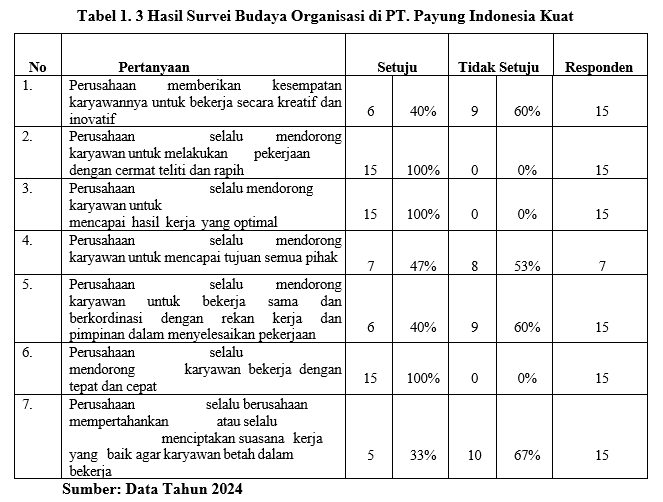 Tabel 1. 3 Hasil Survei Budaya Organisasi di PT. Payung Indonesia Kuat
No Pertanyaan Setuju Tidak Setuju Responden
1. Perusahaan memberikan kesempatan
karyawannya untuk bekerja secara kreatif dan
inovatif 6 40% 9 60% 15
2. Perusahaan selalu mendorong
karyawan untuk melakukan pekerjaan
dengan cermat teliti dan rapih 15 100% 0 0% 15
3. Perusahaan selalu mendorong
karyawan untuk
mencapai hasil kerja yang optimal 15 100% 0 0% 15
4. Perusahaan selalu mendorong
karyawan untuk mencapai tujuan semua pihak 7 47% 8 53% 7
5. Perusahaan selalu mendorong
karyawan untuk bekerja sama dan
berkordinasi dengan rekan kerja dan
pimpinan dalam menyelesaikan pekerjaan 6 40% 9 60% 15
6. Perusahaan selalu
mendorong karyawan bekerja dengan
tepat dan cepat 15 100% 0 0% 15
7. Perusahaan selalu berusahaan
mempertahankan atau selalu
menciptakan suasana kerja
yang baik agar karyawan betah dalam
bekerja 5 33% 10 67% 15
Sumber: Data Tahun 2024